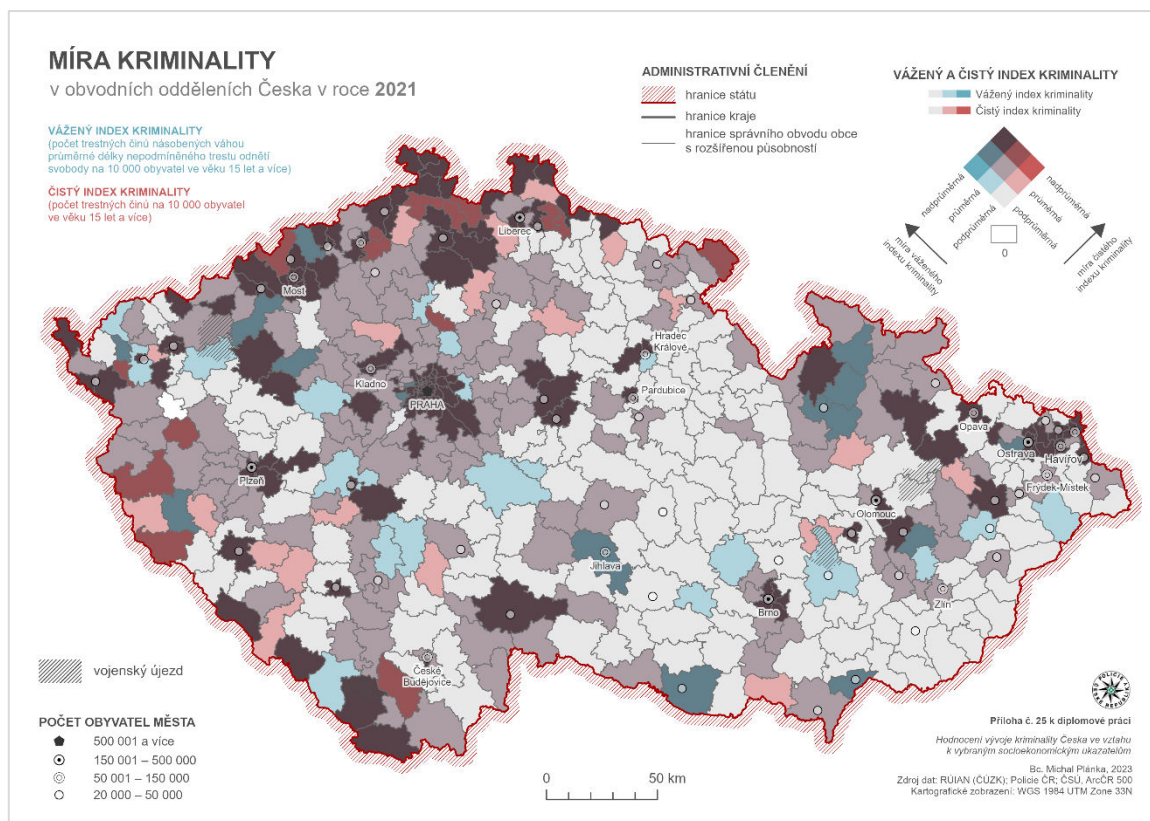 MÍRA KRIMINALITY
v obvodních odděleních Česka v roce 2021
VÁŽENÝ INDEX KRIMINALITY
(počet trestných činů násobených váhou
průměrné délky nepodmíněného trestu odnětí
svobody na 10 000 obyvatel ve věku 15 let a více)
ČISTÝ INDEX KRIMINALITY
(počet trestných činů na 10 000 obyvatel
ve věku 15 let a více)
ADMINISTRATIVNÍ ČLENĚNÍ
hranice státu
hranice kraje
hranice správního obvodu obce
s rozšířenou působností
VÁŽENÝ A ČISTÝ INDEX KRIMINALITY
Vážený index kriminality
Čistý index kriminality
nadprůměrná
průměrná
podprůměrná
podprůměrná
průměrná
nadprůměrná
0
míra váženého
indexu kriminality
míra čistého
indexu kriminality
Liberec
Most
Hradec
Králové
Kladno
PRAHA
Pardubice
Opava
Ostrava
Havířov
Plzeň
Frýdek-Místek
Olomouc
Jihlava
Brno
Zlín
České
Budějovice
vojenský újezd
POČET OBYVATEL MĚSTA
500 001 a více
150 001 – 500 000
50 001 – 150 000
20 000 – 50 000
0 50 km
POLICIE ČESKÉ REPUBLIKY
Příloha č. 25 k diplomové práci
Hodnocení vývoje kriminality Česka ve vztahu
k vybraným socioekonomickým ukazatelům
Bc. Michal Plánka, 2023
Zdroj dat: RÚIAN (ČÚZK); Policie ČR; ČSÚ, ArcČR 500
Kartografické zobrazení: WGS 1984 UTM Zone 33N